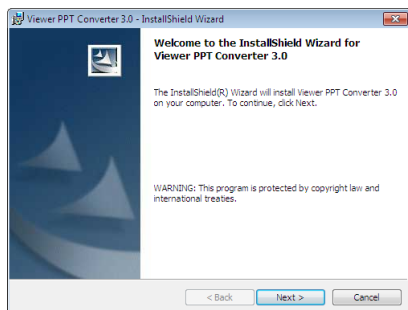 Viewer PPT Converter 3.0 - InstallShield Wizard
Welcome to the InstallShield Wizard for
Viewer PPT Converter 3.0
The InstallShield(R) Wizard will install Viewer PPT Converter 3.0
on your computer. To continue, click Next.
WARNING: This program is protected by copyright law and
international treaties.
< Back Next > Cancel